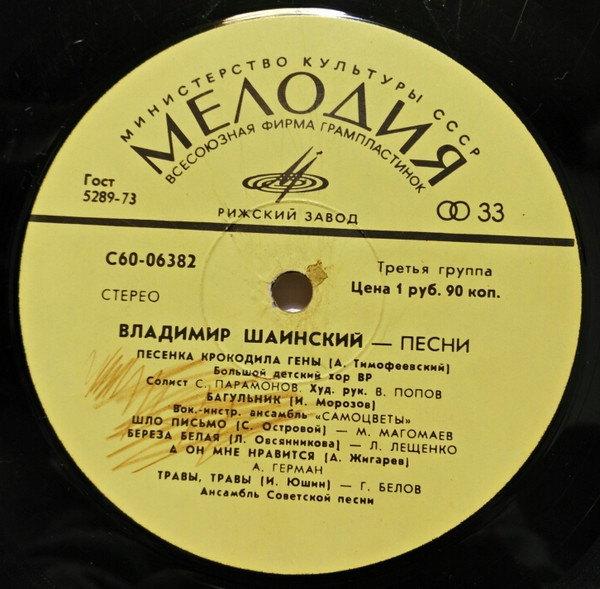 МИНИСТЕРСТВО КУЛЬТУРЫ СССР
МЕЛОДИЯ
ВСЕСОЮЗНАЯ ФИРМА ГРАМПЛАСТИНОК
Гост
5289-73
РИЖСКИЙ ЗАВОД
33
С60-06382
Третья группа
СТЕРЕО
Цена 1 руб. 90 коп.
ВЛАДИМИР ШАИНСКИЙ — ПЕСНИ
ПЕСЕНКА КРОКОДИЛА ГЕНЫ (А. Тимофеевский)
Большой детский хор ВР
Солист С. ПАРАМОНОВ. Худ. рук. В. ПОПОВ
БАГУЛЬНИК (И. Морозов)
Вок.-инстр. ансамбль «САМОЦВЕТЫ»
ШЛО ПИСЬМО (С. Островой) — М. МАГОМАЕВ
БЕРЕЗА БЕЛАЯ (Л. Овсянникова) — Л. ЛЕЩЕНКО
А ОН МНЕ НРАВИТСЯ (А. Жигарев)
А. ГЕРМАН
ТРАВЫ, ТРАВЫ (И. Юшин) — Г. БЕЛОВ
Ансамбль Советской песни